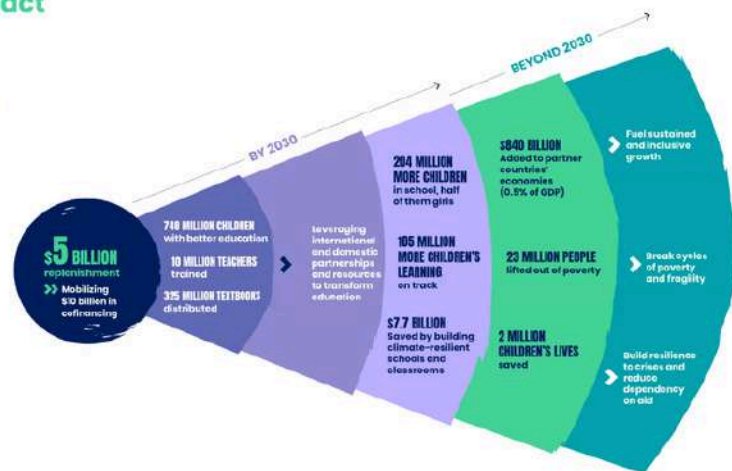 act
BY 2030
BEYOND 2030
$5 BILLION
replenishment
Mobilizing
$10 billion in
cofinancing
740 MILLION CHILDREN
with better education
10 MILLION TEACHERS
trained
325 MILLION TEXTBOOKS
distributed
Leveraging
international
and domestic
partnerships
and resources
to transform
education
204 MILLION
MORE CHILDREN
in school, half
of them girls
105 MILLION
MORE CHILDREN'S
LEARNING
on track
$7.7 BILLION
Saved by building
climate-resilient
schools and
classrooms
$840 BILLION
Added to partner
countries'
economies
(0.5% of GDP)
23 MILLION PEOPLE
lifted out of poverty
2 MILLION
CHILDREN'S LIVES
saved
Fuel sustained
and inclusive
growth
Break cycles
of poverty
and fragility
Build resilience
to crises and
reduce
dependency
on aid